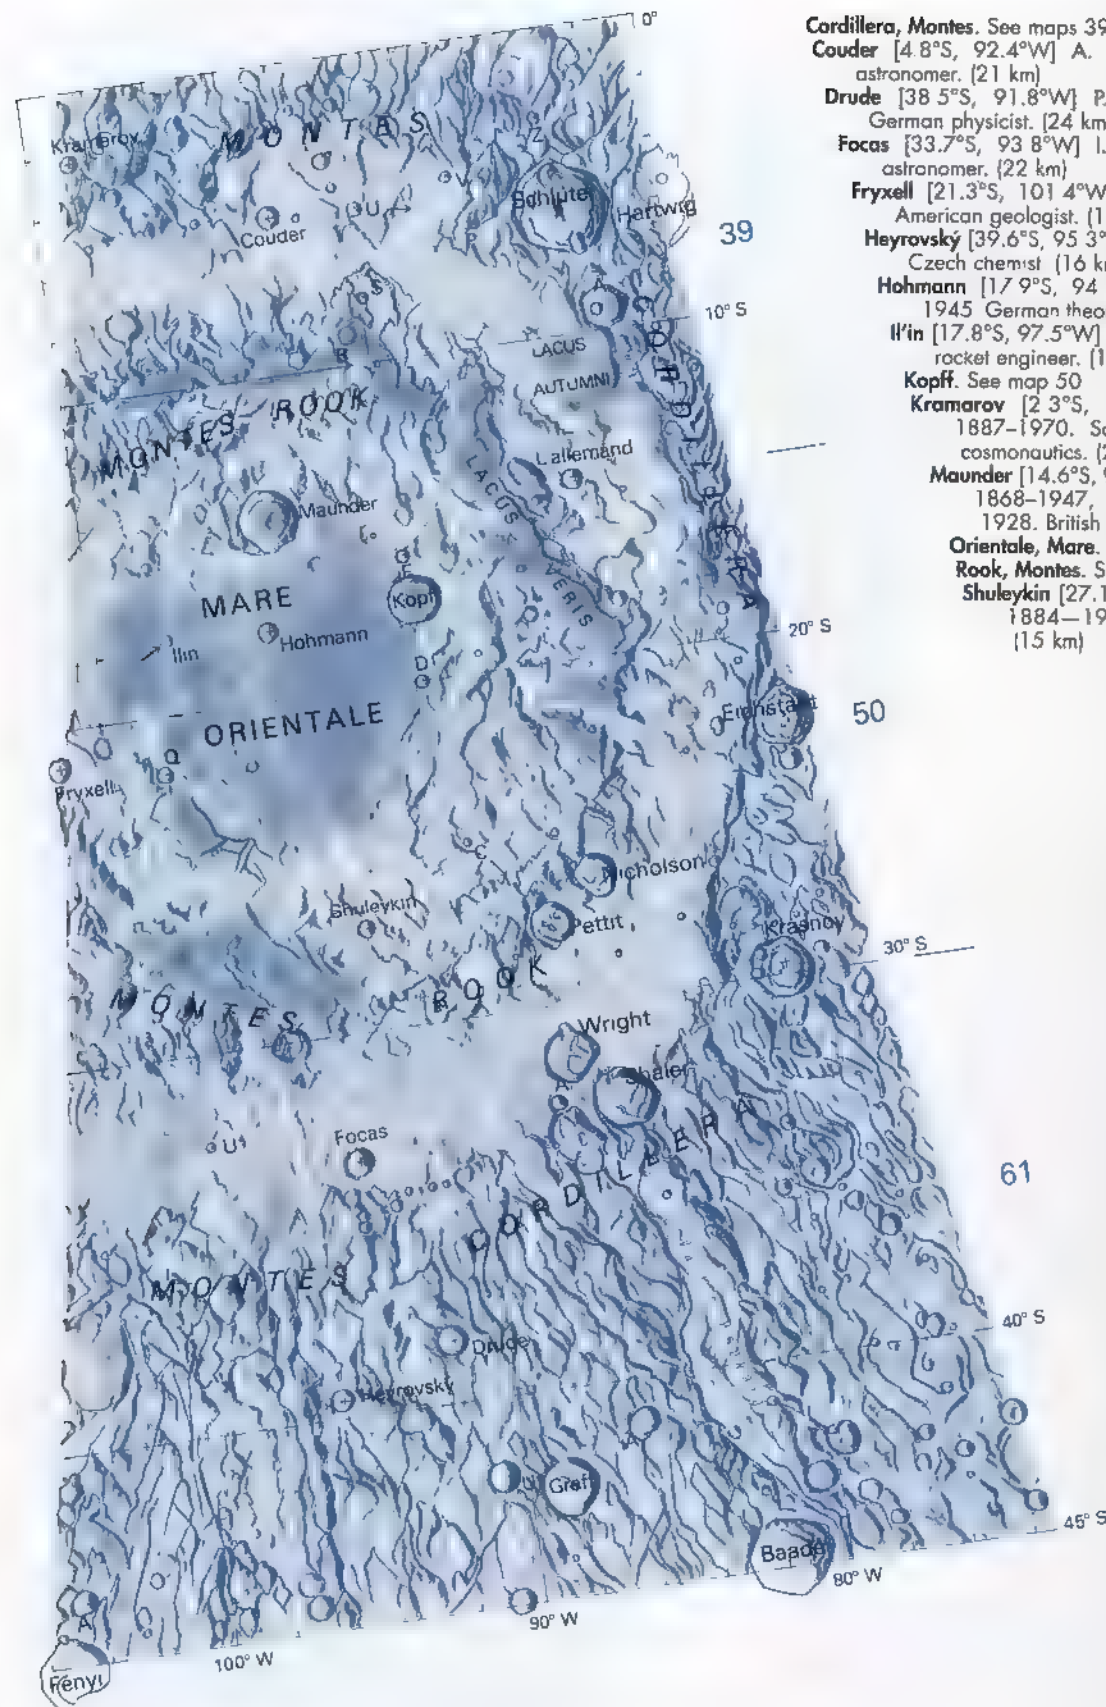 0°
Kramarov
MONTES
Z
V
Schlüter
Hartwig
U
Couder
39
S
A
10° S
R
LACUS
AUTUMNI
CORDILLERA
MONTES ROOK
Lallemand
LACUS VERIS
Maunder
E
MARE
Kopff
Il'in
Hohmann
20° S
D
ORIENTALE
Eichstadt
50
Q
Fryxell
C
Nicholson
Shuleykin
Pettit
Krasnov
30° S
MONTES
ROOK
Wright
Shaler
A
U
Focas
CORDILLERA
61
MONTES
40° S
Drude
Heyrovský
A
U
Graff
45° S
Baade
80° W
90° W
A
100° W
Fényi
Cordillera, Montes. See maps 39
Couder [4.8°S, 92.4°W] A.
astronomer. (21 km)
Drude [38 5°S, 91.8°W] P.
German physicist. (24 km
Focas [33.7°S, 93 8°W] I.
astronomer. (22 km)
Fryxell [21.3°S, 101 4°W
American geologist. (1
Heyrovský [39.6°S, 95 3°
Czech chemist (16 k
Hohmann [17 9°S, 94
1945 German theo
Il'in [17.8°S, 97.5°W]
rocket engineer. (1
Kopff. See map 50
Kramarov [2 3°S,
1887–1970. So
cosmonautics. (2
Maunder [14.6°S, 9
1868–1947,
1928. British
Orientale, Mare.
Rook, Montes. S
Shuleykin [27.1
1884–19
(15 km)